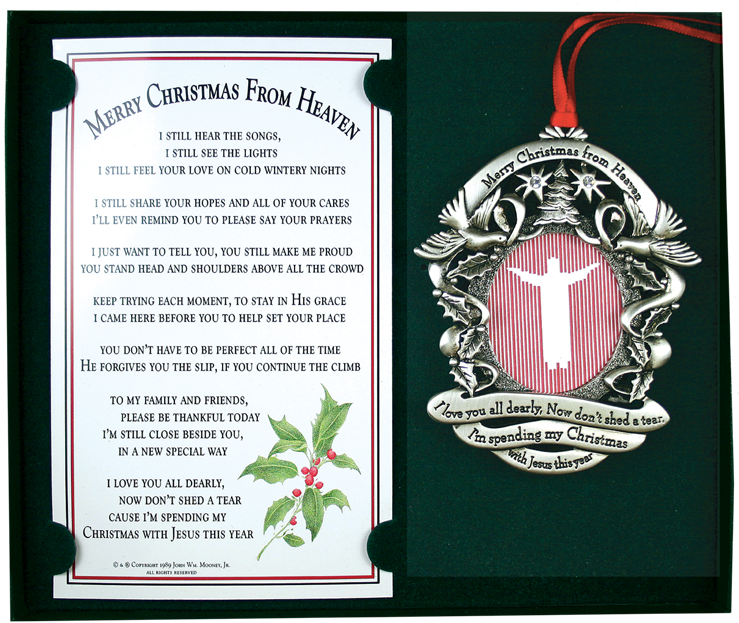 MERRY CHRISTMAS FROM HEAVEN
I STILL HEAR THE SONGS,
I STILL SEE THE LIGHTS
I STILL FEEL YOUR LOVE ON COLD WINTERY NIGHTS
I STILL SHARE YOUR HOPES AND ALL OF YOUR CARES
I'LL EVEN REMIND YOU TO PLEASE SAY YOUR PRAYERS
I JUST WANT TO TELL YOU, YOU STILL MAKE ME PROUD
YOU STAND HEAD AND SHOULDERS ABOVE ALL THE CROWD
KEEP TRYING EACH MOMENT, TO STAY IN HIS GRACE
I CAME HERE BEFORE YOU TO HELP SET YOUR PLACE
YOU DON'T HAVE TO BE PERFECT ALL OF THE TIME
HE FORGIVES YOU THE SLIP, IF YOU CONTINUE THE CLIMB
TO MY FAMILY AND FRIENDS,
PLEASE BE THANKFUL TODAY
I'M STILL CLOSE BESIDE YOU,
IN A NEW SPECIAL WAY
I LOVE YOU ALL DEARLY,
NOW DON'T SHED A TEAR
CAUSE I'M SPENDING MY
CHRISTMAS WITH JESUS THIS YEAR
© & ® COPYRIGHT 1989 JOHN WM. MOONEY, JR.
ALL RIGHTS RESERVED
Merry Christmas from Heaven
I love you all dearly, Now don't shed a tear.
I'm spending my Christmas
with Jesus this year